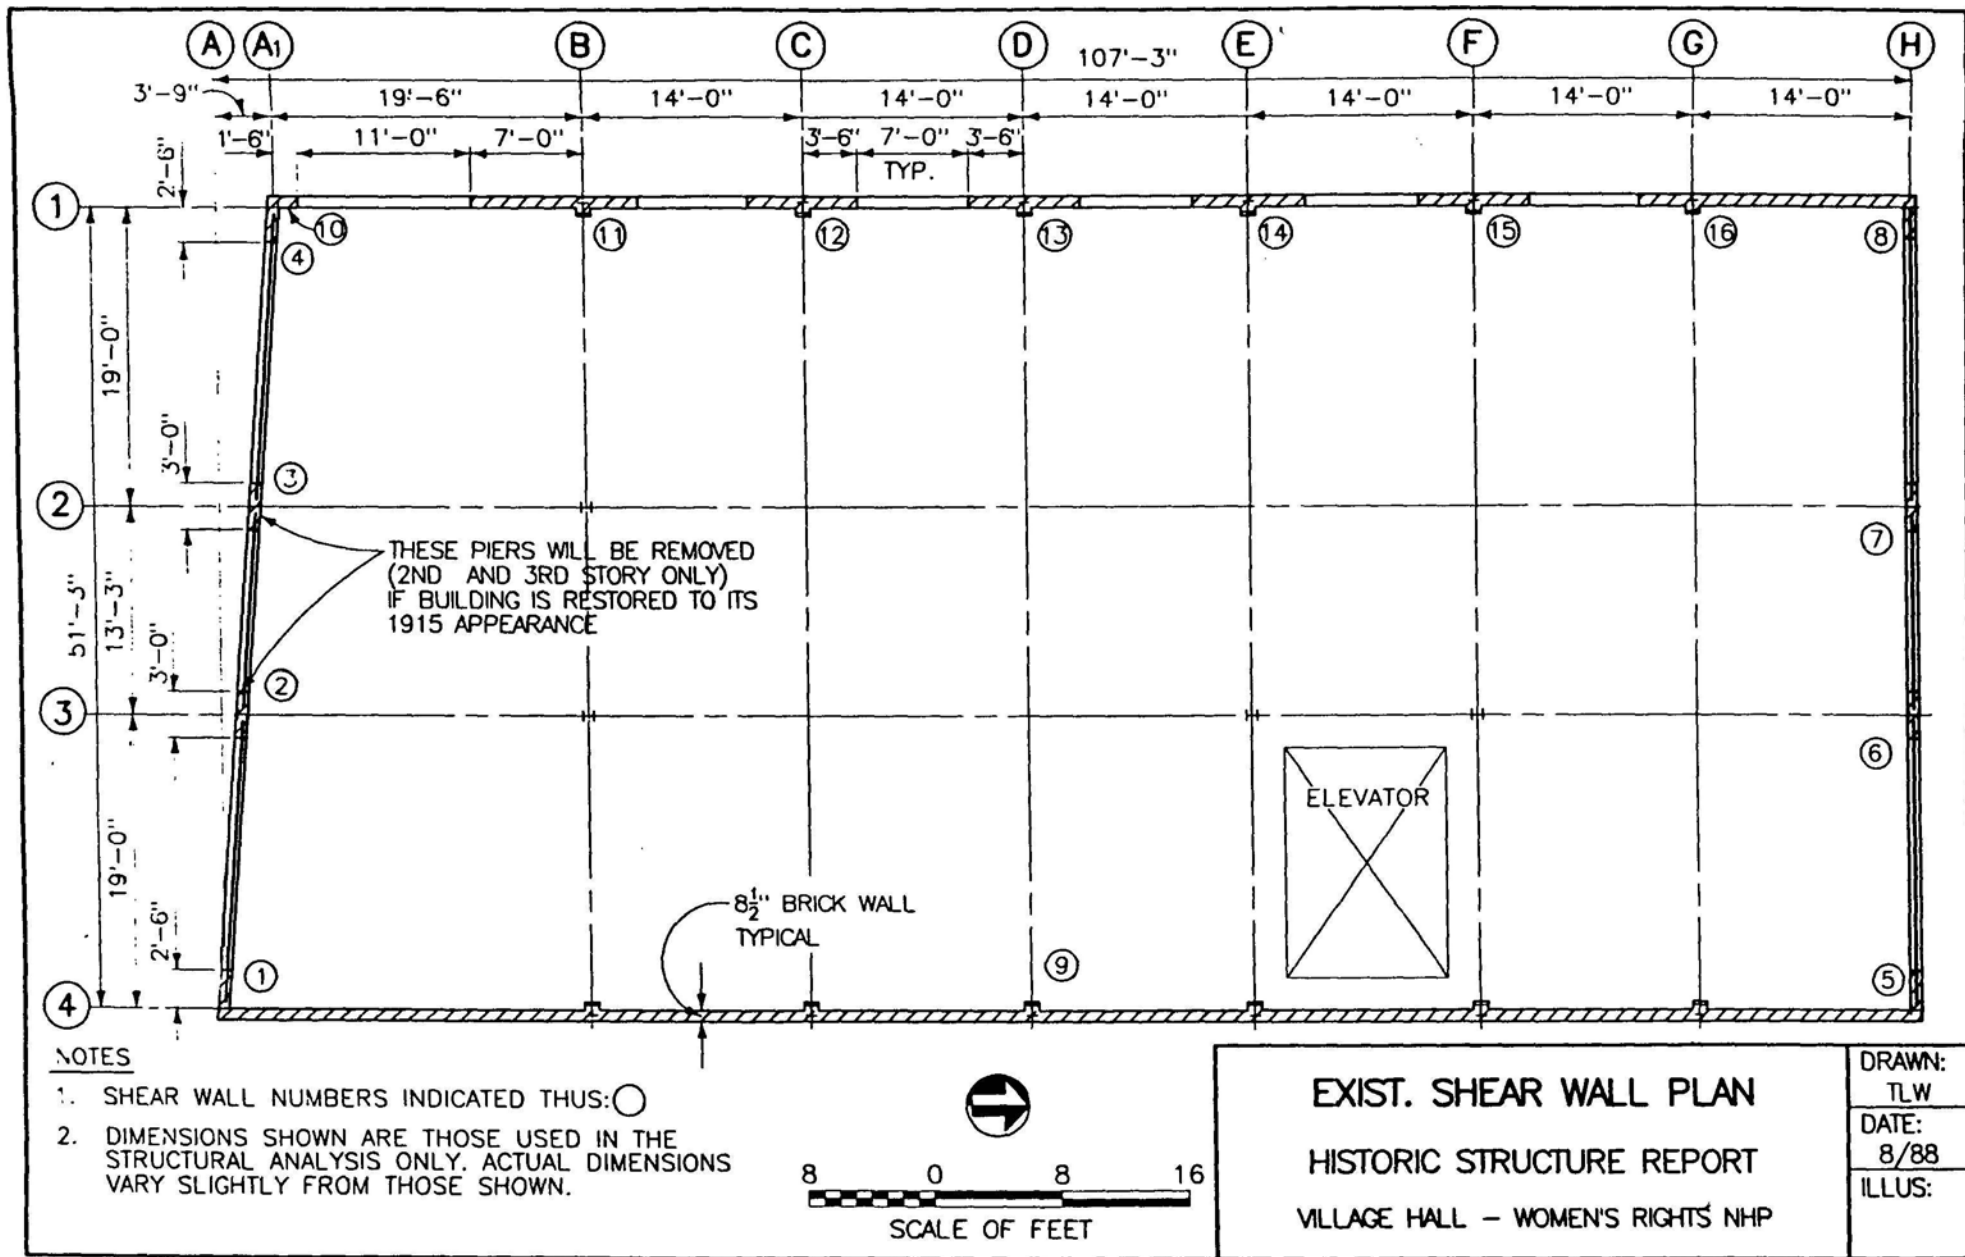 A A1 B C D E F G H
107'-3"
3'-9" 19'-6" 14'-0" 14'-0" 14'-0" 14'-0" 14'-0" 14'-0"
1'-6" 11'-0" 7'-0" 3'-6" 7'-0" 3'-6"
TYP.
2'-6"
1
10 11 12 13 14 15 16 8
4
19'-0"
3'-0"
3
2
7
THESE PIERS WILL BE REMOVED
(2ND AND 3RD STORY ONLY)
IF BUILDING IS RESTORED TO ITS
1915 APPEARANCE
51'-3"
13'-3"
3'-0"
2
3
6
ELEVATOR
19'-0"
8½" BRICK WALL
TYPICAL
2'-6"
1
9
5
4
NOTES
1. SHEAR WALL NUMBERS INDICATED THUS:
2. DIMENSIONS SHOWN ARE THOSE USED IN THE
STRUCTURAL ANALYSIS ONLY. ACTUAL DIMENSIONS
VARY SLIGHTLY FROM THOSE SHOWN.
8 0 8 16
SCALE OF FEET
EXIST. SHEAR WALL PLAN
HISTORIC STRUCTURE REPORT
VILLAGE HALL – WOMEN'S RIGHTS NHP
DRAWN:
TLW
DATE:
8/88
ILLUS: